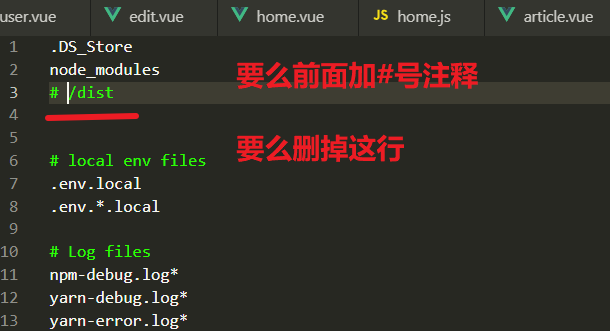 user.vue edit.vue home.vue JS home.js article.vue
1 .DS_Store
2 node_modules
要么前面加#号注释
3 # /dist
4
5 要么删掉这行
6 # local env files
7 .env.local
8 .env.*.local
9
10 # Log files
11 npm-debug.log*
12 yarn-debug.log*
13 yarn-error.log*